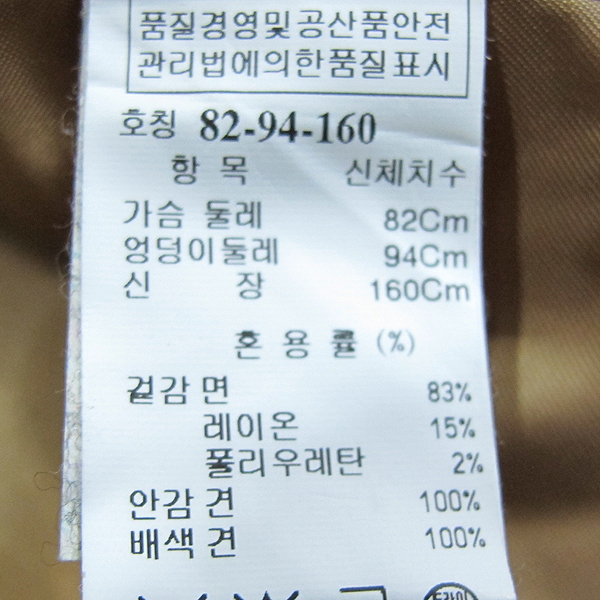 품질경영및공산품안전
관리법에의한품질표시
호칭 82-94-160
항 목 신체치수
가슴 둘레 82Cm
엉덩이둘레 94Cm
신 장 160Cm
혼 용 률 (%)
겉감 면 83%
레이온 15%
폴리우레탄 2%
안감 견 100%
배색 견 100%
드라이